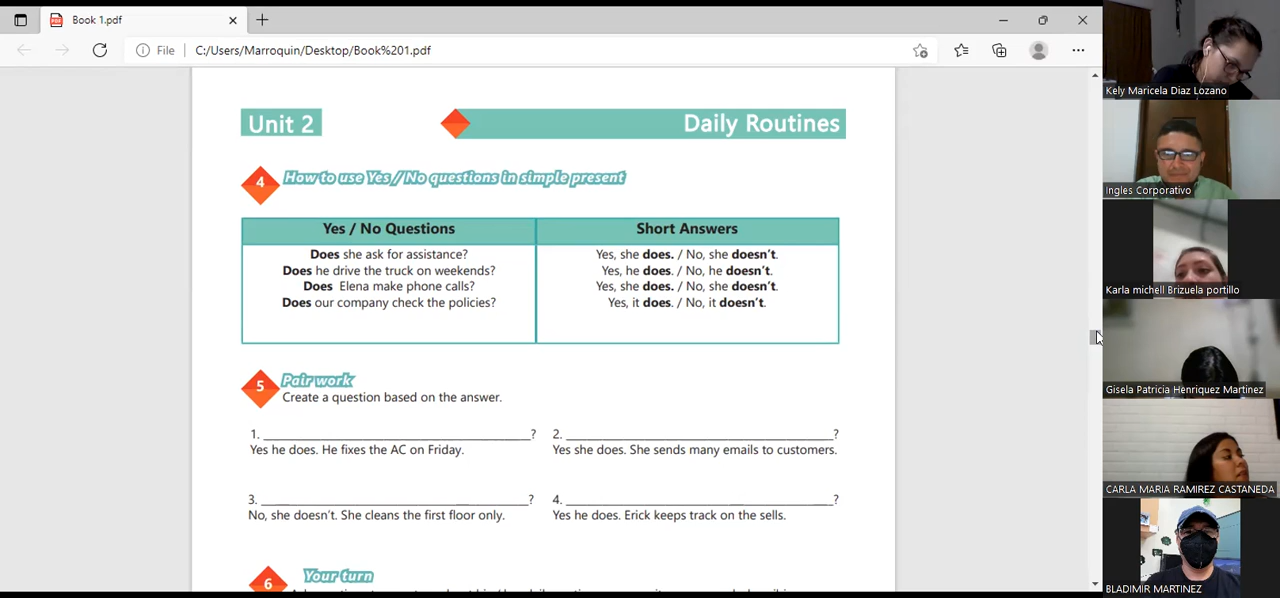 Book 1.pdf
File
C:/Users/Marroquin/Desktop/Book%201.pdf
Unit 2
Daily Routines
4
How to use Yes / No questions in simple present
Yes / No Questions
Short Answers
Does she ask for assistance?
Yes, she does. / No, she doesn't.
Does he drive the truck on weekends?
Yes, he does. / No, he doesn't.
Does Elena make phone calls?
Yes, she does. / No, she doesn't.
Does our company check the policies?
Yes, it does. / No, it doesn't.
5
Pair work
Create a question based on the answer.
1. ______________________________________?
2. ______________________________________?
Yes he does. He fixes the AC on Friday.
Yes she does. She sends many emails to customers.
3. ______________________________________?
4. ______________________________________?
No, she doesn't. She cleans the first floor only.
Yes he does. Erick keeps track on the sells.
6
Your turn
Kely Maricela Diaz Lozano
Ingles Corporativo
Karla michell Brizuela portillo
Gisela Patricia Henriquez Martinez
CARLA MARIA RAMIREZ CASTANEDA
BLADIMIR MARTINEZ